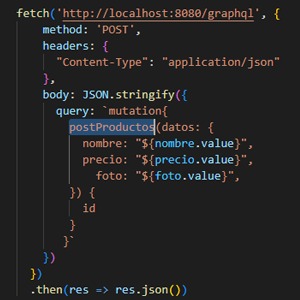 fetch('http://localhost:8080/graphql', {
method: 'POST',
headers: {
"Content-Type": "application/json"
},
body: JSON.stringify({
query: `mutation{
postProductos(datos: {
nombre: "${nombre.value}",
precio: "${precio.value}",
foto: "${foto.value}",
}) {
id
}
}`
})
})
.then(res => res.json())